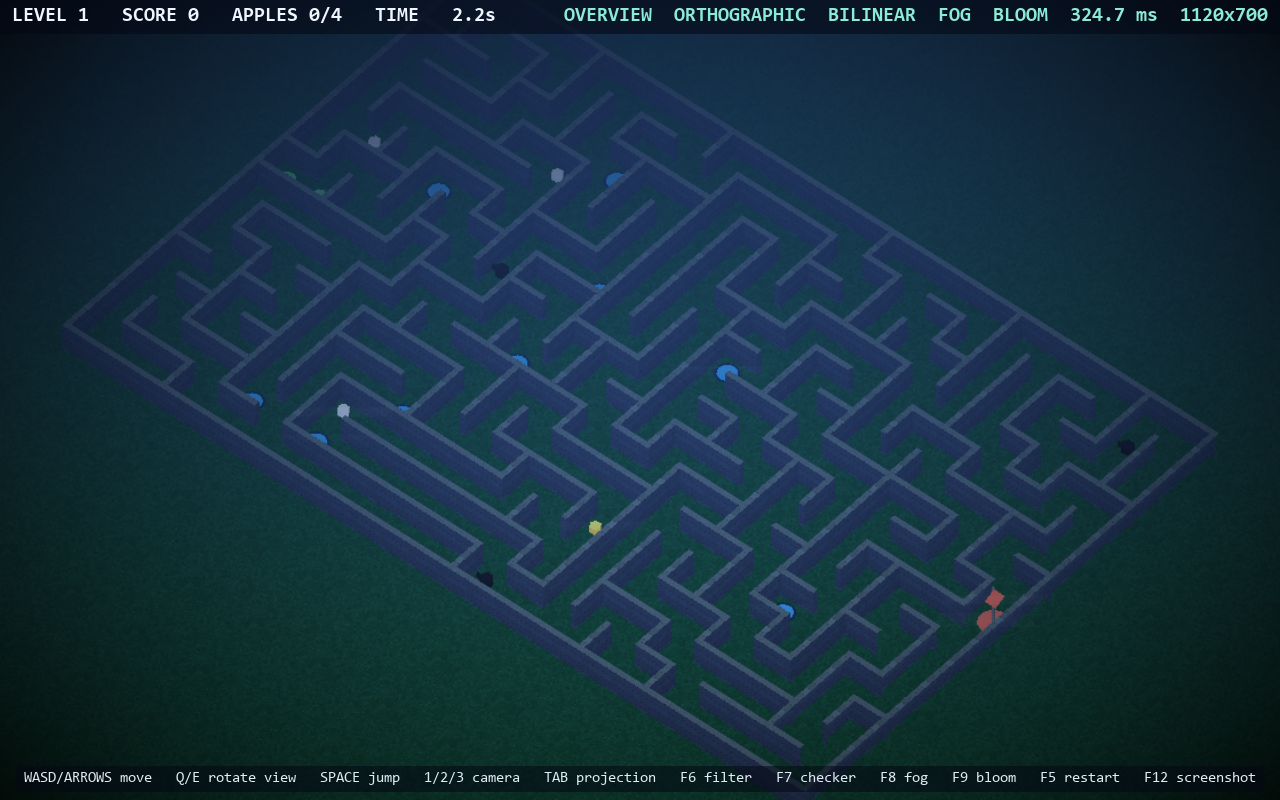 LEVEL 1 SCORE 0 APPLES 0/4 TIME 2.2s OVERVIEW ORTHOGRAPHIC BILINEAR FOG BLOOM 324.7 ms 1120x700
WASD/ARROWS move Q/E rotate view SPACE jump 1/2/3 camera TAB projection F6 filter F7 checker F8 fog F9 bloom F5 restart F12 screenshot